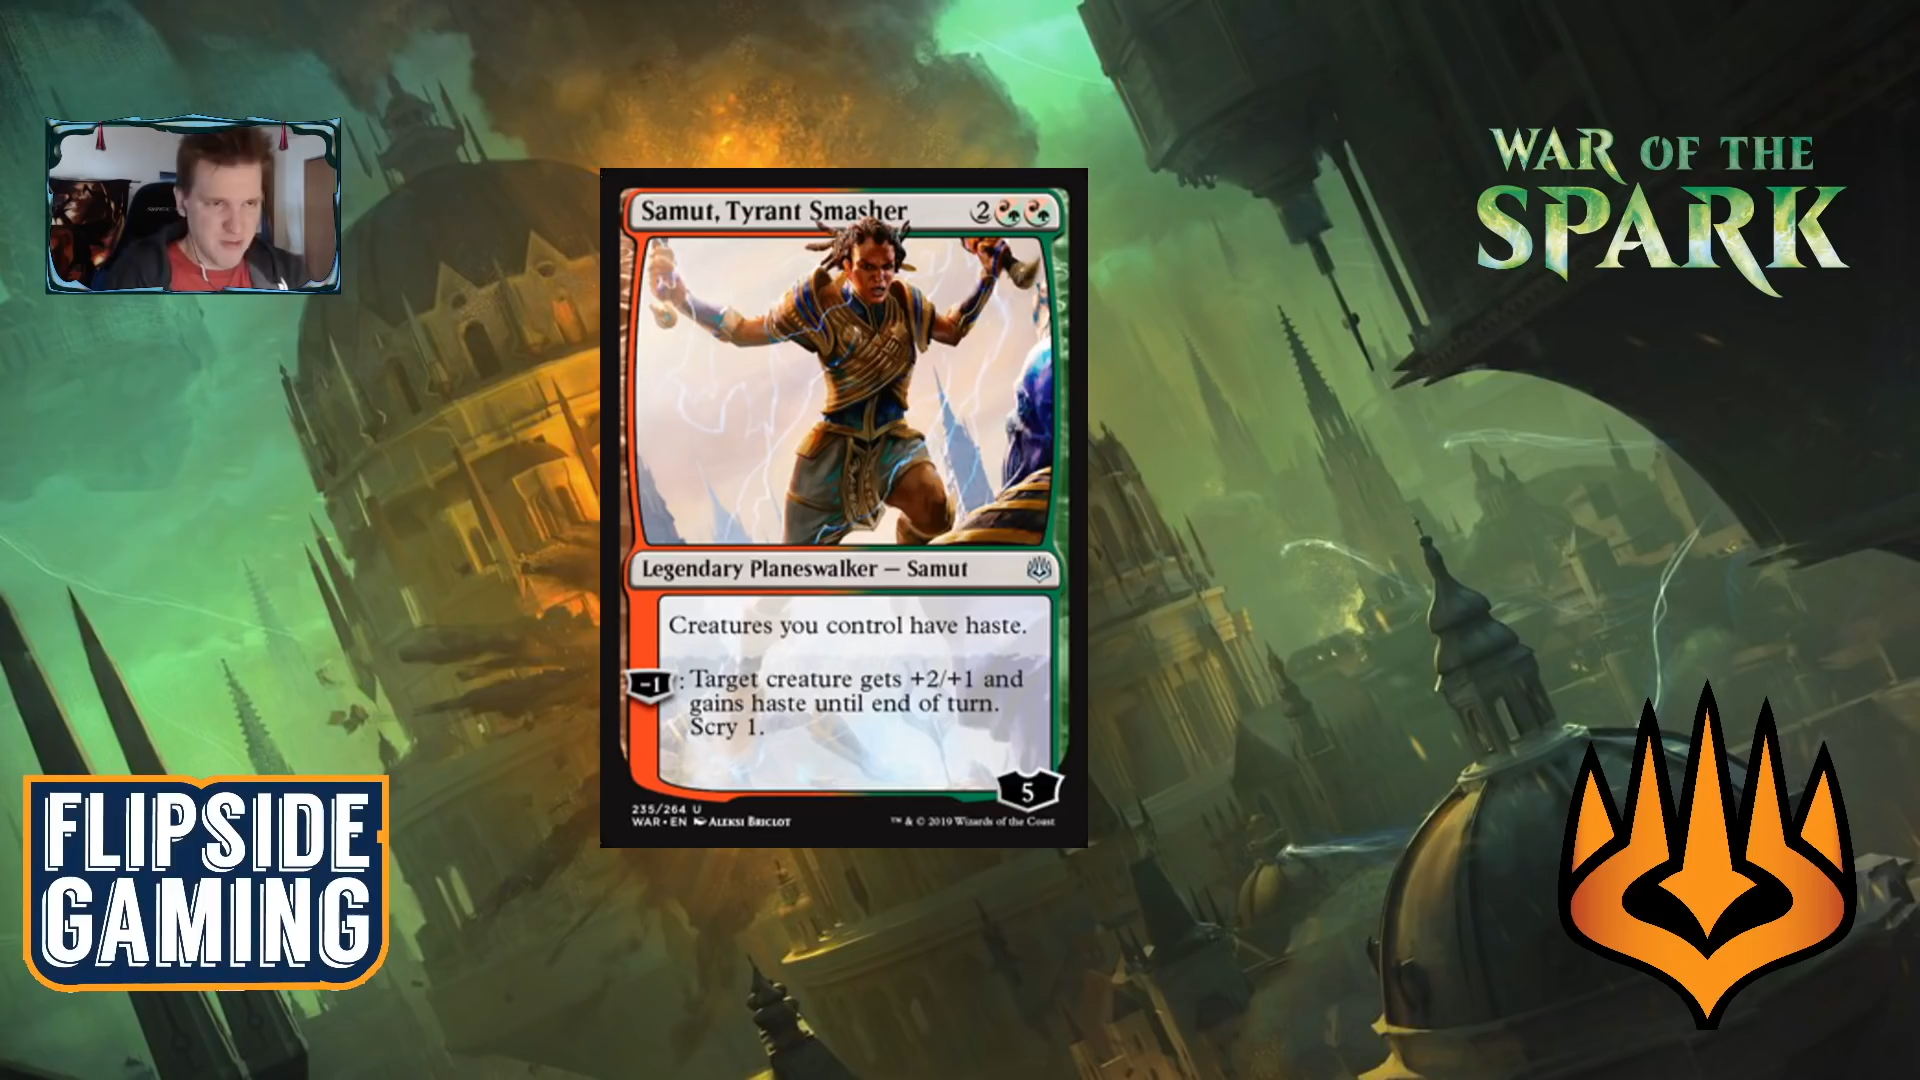 WAR OF THE
SPARK
Samut, Tyrant Smasher 2
Legendary Planeswalker — Samut
Creatures you control have haste.
−1: Target creature gets +2/+1 and
gains haste until end of turn.
Scry 1.
5
235/264 U
WAR • EN ALEKSI BRICLOT
™ & © 2019 Wizards of the Coast
FLIPSIDE
GAMING